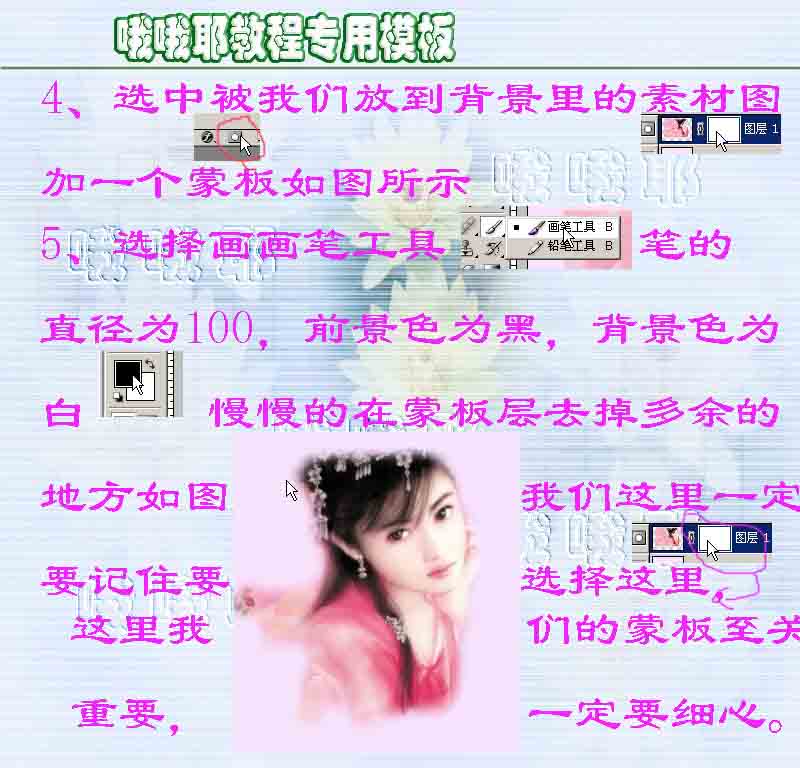 哦哦耶教程专用模板
4、选中被我们放到背景里的素材图
图层 1
加一个蒙板如图所示
哦哦耶
5、选择画画笔工具 笔的
画笔工具 B
铅笔工具 B
哦哦耶
直径为100，前景色为黑，背景色为
白 慢慢的在蒙板层去掉多余的
地方如图 我们这里一定
图层 1
要记住要 选择这里，
这里我 们的蒙板至关
重要， 一定要细心。